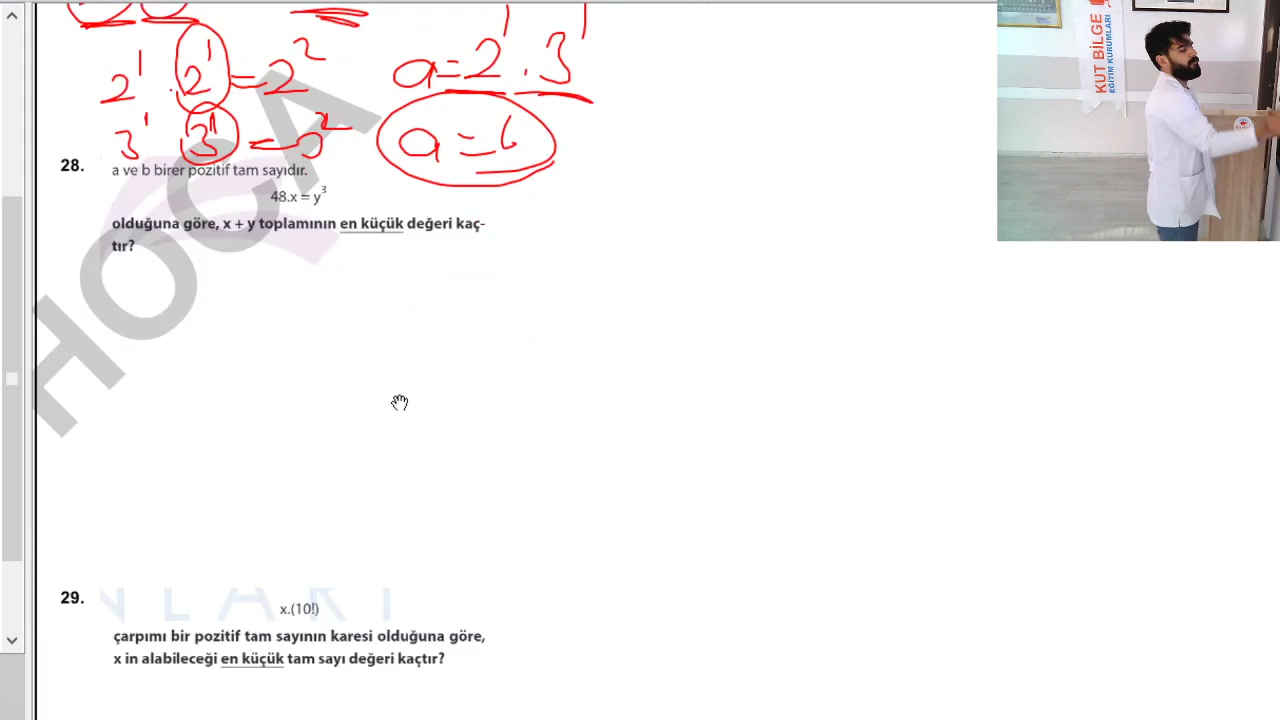 2¹ . 2¹ = 2²
a = 2¹ . 3¹
3¹ 3¹ = 3²
a = 6
28. a ve b birer pozitif tam sayıdır.
48.x = y³
olduğuna göre, x + y toplamının en küçük değeri kaç-
tır?
HOCA
29.
NLARI
x.(10!)
çarpımı bir pozitif tam sayının karesi olduğuna göre,
x in alabileceği en küçük tam sayı değeri kaçtır?
KUT BİLGE
EĞİTİM KURUMLARI